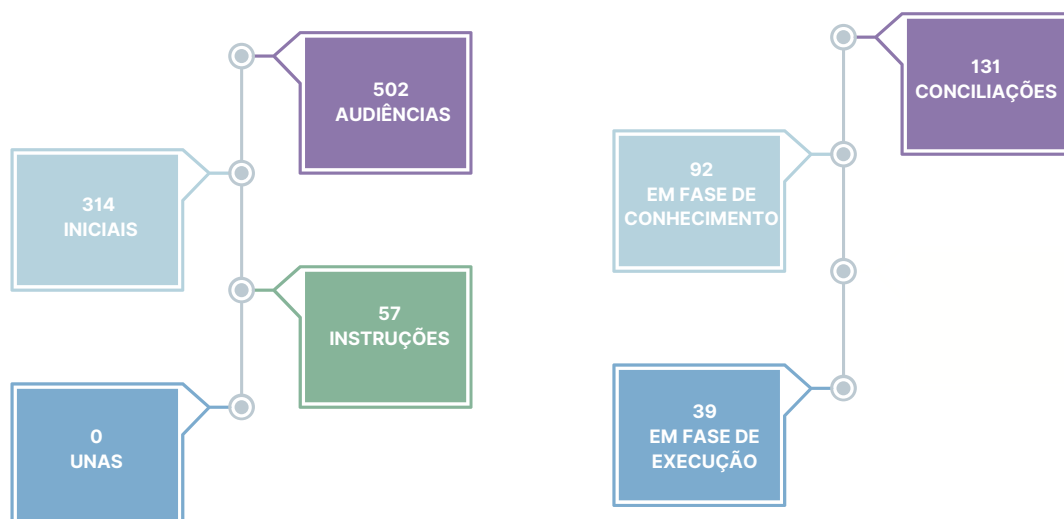 502
AUDIÊNCIAS
314
INICIAIS
57
INSTRUÇÕES
0
UNAS
131
CONCILIAÇÕES
92
EM FASE DE
CONHECIMENTO
39
EM FASE DE
EXECUÇÃO